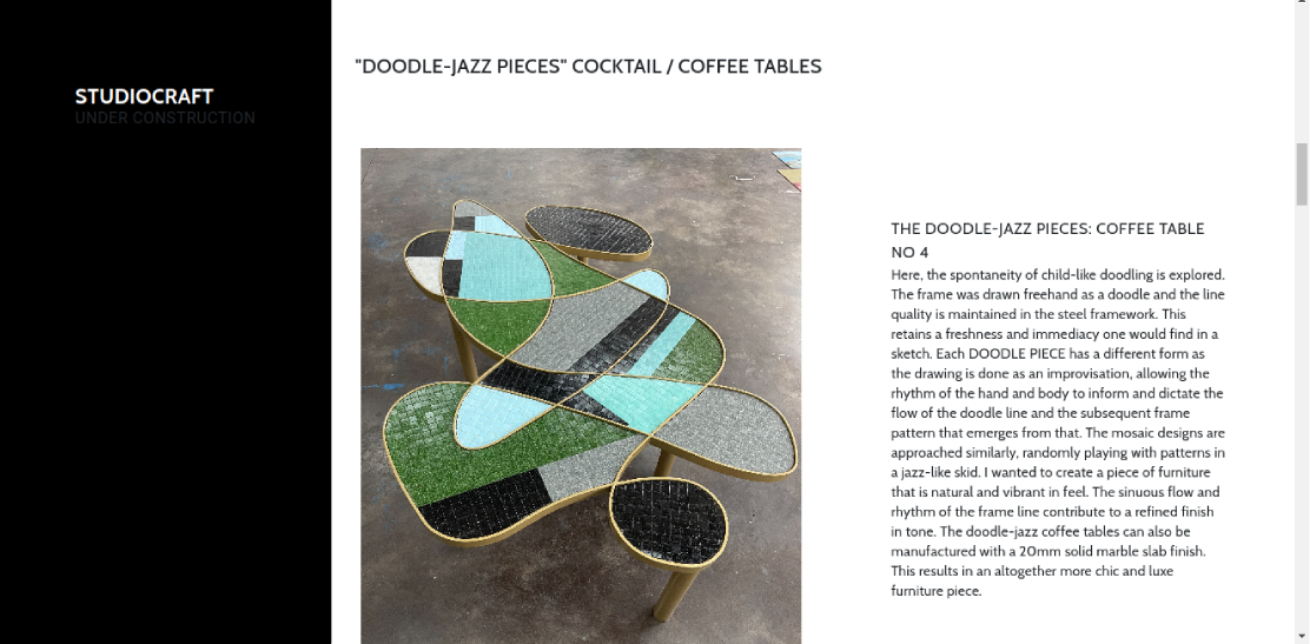 "DOODLE-JAZZ PIECES" COCKTAIL / COFFEE TABLES
STUDIOCRAFT
UNDER CONSTRUCTION
THE DOODLE-JAZZ PIECES: COFFEE TABLE
NO 4
Here, the spontaneity of child-like doodling is explored.
The frame was drawn freehand as a doodle and the line
quality is maintained in the steel framework. This
retains a freshness and immediacy one would find in a
sketch. Each DOODLE PIECE has a different form as
the drawing is done as an improvisation, allowing the
rhythm of the hand and body to inform and dictate the
flow of the doodle line and the subsequent frame
pattern that emerges from that. The mosaic designs are
approached similarly, randomly playing with patterns in
a jazz-like skid. I wanted to create a piece of furniture
that is natural and vibrant in feel. The sinuous flow and
rhythm of the frame line contribute to a refined finish
in tone. The doodle-jazz coffee tables can also be
manufactured with a 20mm solid marble slab finish.
This results in an altogether more chic and luxe
furniture piece.